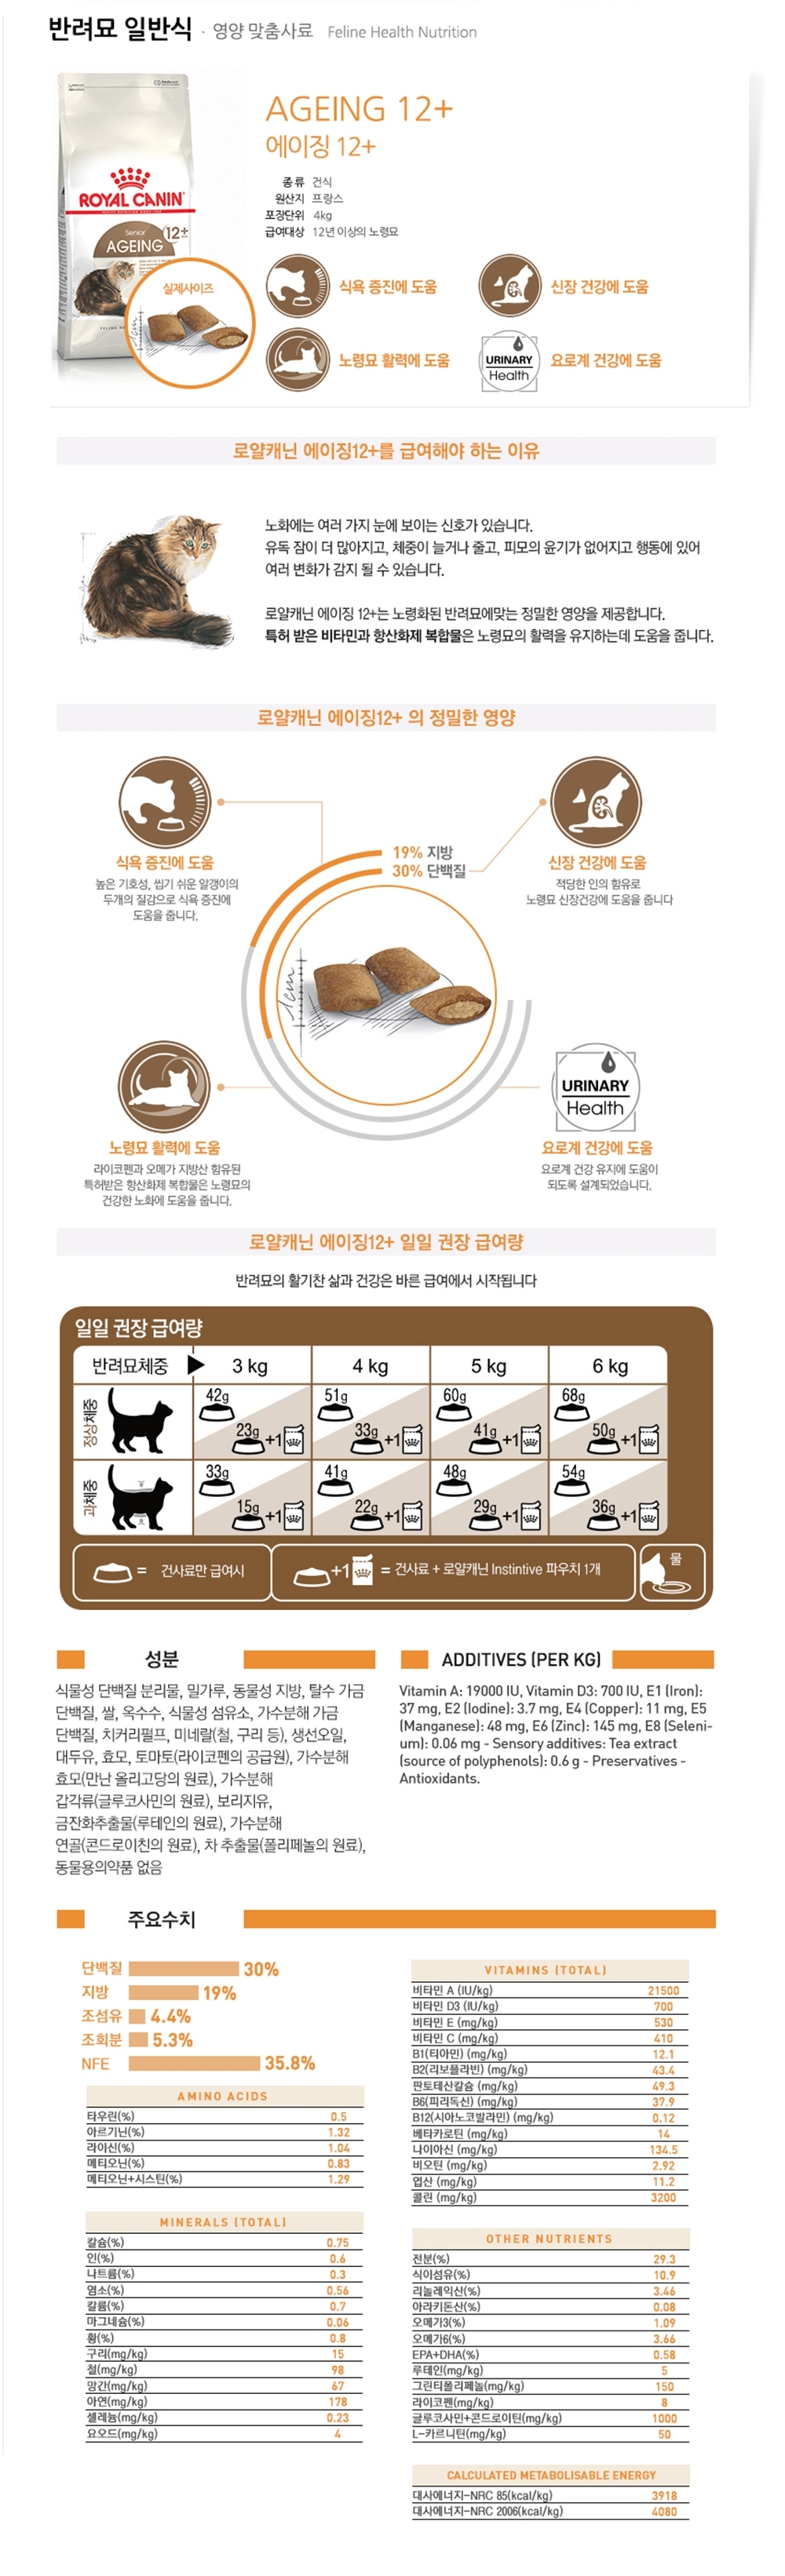 반려묘 일반식 · 영양 맞춤사료 Feline Health Nutrition
AGEING 12+
에이징 12+
종류 건식
원산지 프랑스
포장단위 4kg
급여대상 12년 이상의 노령묘
ROYAL CANIN
Senior
AGEING 12+
실제사이즈
1cm
식욕 증진에 도움
신장 건강에 도움
노령묘 활력에 도움
URINARY
Health
요로계 건강에 도움
로얄캐닌 에이징12+를 급여해야 하는 이유
노화에는 여러 가지 눈에 보이는 신호가 있습니다.
유독 잠이 더 많아지고, 체중이 늘거나 줄고, 피모의 윤기가 없어지고 행동에 있어
여러 변화가 감지 될 수 있습니다.
로얄캐닌 에이징 12+는 노령화된 반려묘에맞는 정밀한 영양을 제공합니다.
특허 받은 비타민과 항산화제 복합물은 노령묘의 활력을 유지하는데 도움을 줍니다.
로얄캐닌 에이징12+ 의 정밀한 영양
19% 지방
30% 단백질
식욕 증진에 도움
높은 기호성, 씹기 쉬운 알갱이의
두개의 질감으로 식욕 증진에
도움을 줍니다.
신장 건강에 도움
적당한 인의 함유로
노령묘 신장건강에 도움을 줍니다
1cm
노령묘 활력에 도움
라이코펜과 오메가 지방산 함유된
특허받은 항산화제 복합물은 노령묘의
건강한 노화에 도움을 줍니다.
URINARY
Health
요로계 건강에 도움
요로계 건강 유지에 도움이
되도록 설계되었습니다.
로얄캐닌 에이징12+ 일일 권장 급여량
반려묘의 활기찬 삶과 건강은 바른 급여에서 시작됩니다
일일 권장 급여량
반려묘체중 ▶ 3 kg 4 kg 5 kg 6 kg
정상체중
42g 51g 60g 68g
23g +1 33g +1 41g +1 50g +1
과체중
33g 41g 48g 54g
15g +1 22g +1 29g +1 36g +1
= 건사료만 급여시
+1 = 건사료 + 로얄캐닌 Instintive 파우치 1개
물
성분
식물성 단백질 분리물, 밀가루, 동물성 지방, 탈수 가금
단백질, 쌀, 옥수수, 식물성 섬유소, 가수분해 가금
단백질, 치커리펄프, 미네랄(철, 구리 등), 생선오일,
대두유, 효모, 토마토(라이코펜의 공급원), 가수분해
효모(만난 올리고당의 원료), 가수분해
갑각류(글루코사민의 원료), 보리지유,
금잔화추출물(루테인의 원료), 가수분해
연골(콘드로이친의 원료), 차 추출물(폴리페놀의 원료),
동물용의약품 없음
ADDITIVES (PER KG)
Vitamin A: 19000 IU, Vitamin D3: 700 IU, E1 (Iron):
37 mg, E2 (Iodine): 3.7 mg, E4 (Copper): 11 mg, E5
(Manganese): 48 mg, E6 (Zinc): 145 mg, E8 (Seleni-
um): 0.06 mg - Sensory additives: Tea extract
(source of polyphenols): 0.6 g - Preservatives -
Antioxidants.
주요수치
단백질 30%
지방 19%
조섬유 4.4%
조회분 5.3%
NFE 35.8%
AMINO ACIDS
타우린(%) 0.5
아르기닌(%) 1.32
라이신(%) 1.04
메티오닌(%) 0.83
메티오닌+시스틴(%) 1.29
MINERALS (TOTAL)
칼슘(%) 0.75
인(%) 0.6
나트륨(%) 0.3
염소(%) 0.56
칼륨(%) 0.7
마그네슘(%) 0.06
황(%) 0.8
구리(mg/kg) 15
철(mg/kg) 98
망간(mg/kg) 67
아연(mg/kg) 178
셀레늄(mg/kg) 0.23
요오드(mg/kg) 4
VITAMINS (TOTAL)
비타민 A (IU/kg) 21500
비타민 D3 (IU/kg) 700
비타민 E (mg/kg) 530
비타민 C (mg/kg) 410
B1(티아민) (mg/kg) 12.1
B2(리보플라빈) (mg/kg) 43.4
판토테산칼슘 (mg/kg) 49.3
B6(피리독신) (mg/kg) 37.9
B12(시아노코발라민) (mg/kg) 0.12
베타카로틴 (mg/kg) 14
나이아신 (mg/kg) 134.5
비오틴 (mg/kg) 2.92
엽산 (mg/kg) 11.2
콜린 (mg/kg) 3200
OTHER NUTRIENTS
전분(%) 29.3
식이섬유(%) 10.9
리놀레익산(%) 3.46
아라키돈산(%) 0.08
오메가3(%) 1.09
오메가6(%) 3.66
EPA+DHA(%) 0.58
루테인(mg/kg) 5
그린티폴리페놀(mg/kg) 150
라이코펜(mg/kg) 8
글루코사민+콘드로이틴(mg/kg) 1000
L-카르니틴(mg/kg) 50
CALCULATED METABOLISABLE ENERGY
대사에너지-NRC 85(kcal/kg) 3918
대사에너지-NRC 2006(kcal/kg) 4080